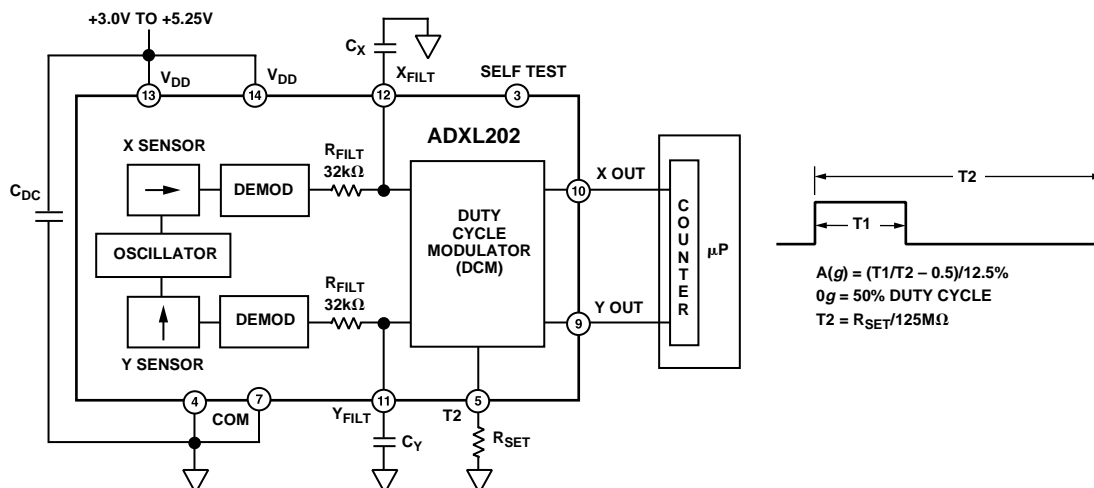 +3.0V TO +5.25V
CX
VDD
VDD
XFILT
SELF TEST
13
14
12
3
ADXL202
X SENSOR
RFILT
32kΩ
DEMOD
CDC
OSCILLATOR
DUTY
CYCLE
MODULATOR
(DCM)
10
X OUT
COUNTER
μP
T2
T1
A(g) = (T1/T2 – 0.5)/12.5%
0g = 50% DUTY CYCLE
T2 = RSET/125MΩ
RFILT
32kΩ
DEMOD
Y SENSOR
9
Y OUT
4
COM
7
YFILT
11
T2
5
CY
RSET